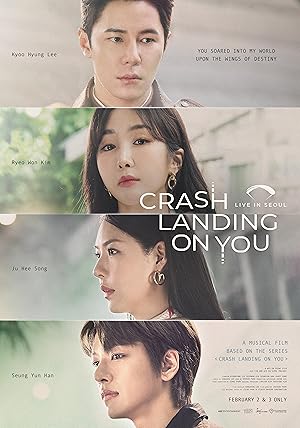 Kyoo Hyung Lee
YOU SOARED INTO MY WORLD
UPON THE WINGS OF DESTINY
Ryeo Won Kim
CRASH
LIVE IN SEOUL
LANDING
ON YOU
Ju Hee Song
A MUSICAL FILM
BASED ON THE SERIES
<CRASH LANDING ON YOU>
Seung Yun Han
FEBRUARY 2 & 3 ONLY